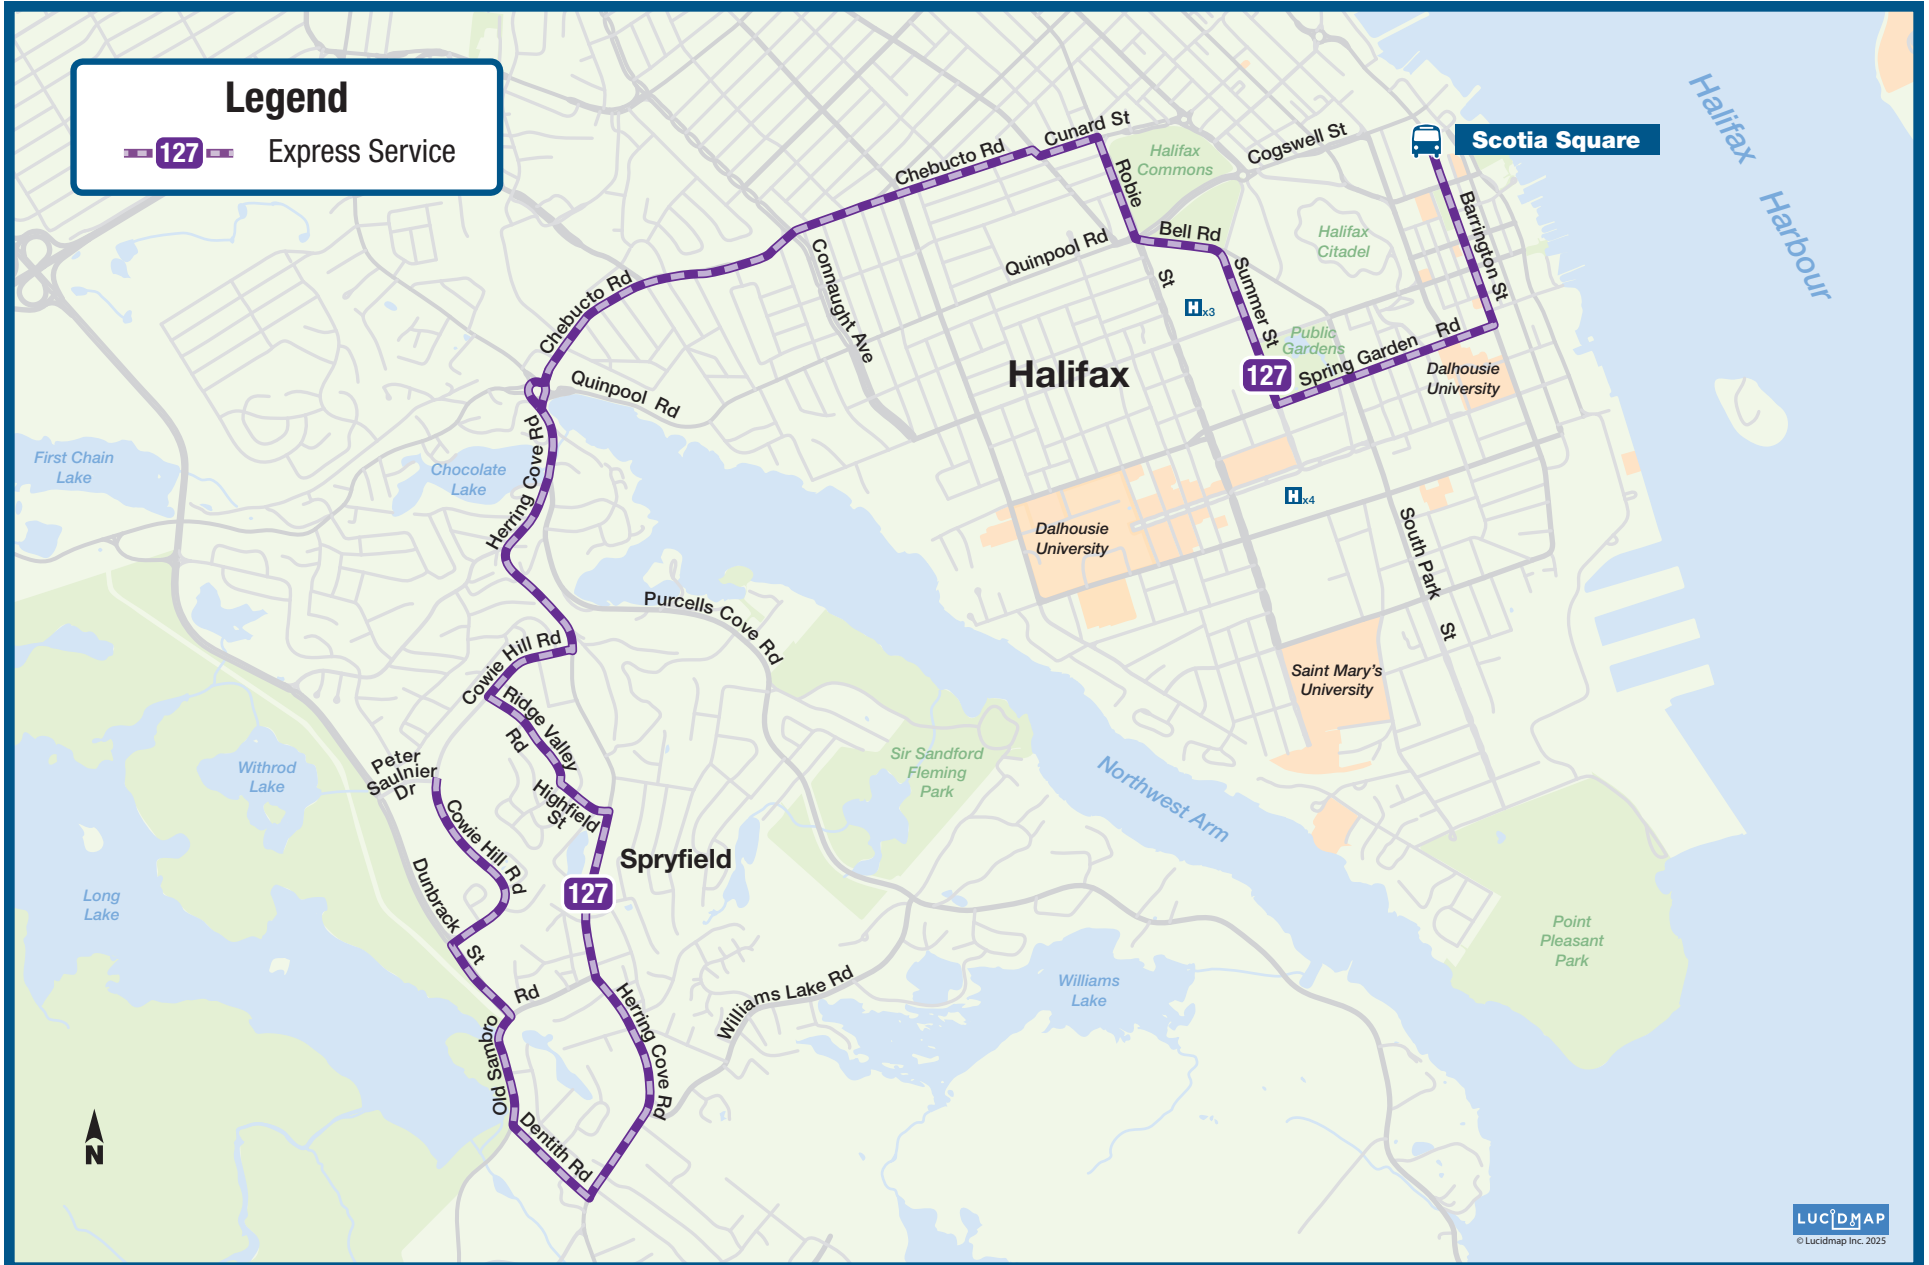 Legend
127 Express Service
Scotia Square
Halifax
Harbour
Barrington St
Cogswell St
Cunard St
Chebucto Rd
Halifax
Commons
Robie
St
Bell Rd
Quinpool Rd
Halifax
Citadel
Summer St
Connaught Ave
Chebucto Rd
Hx3
Public
Gardens
Spring Garden Rd
127
Halifax
Dalhousie
University
Quinpool Rd
Herring Cove Rd
First Chain
Lake
Chocolate
Lake
Hx4
Dalhousie
University
South Park St
Purcells Cove Rd
Cowie Hill Rd
Saint Mary's
University
Ridge Valley
Rd
Peter
Saulnier
Dr
Withrod
Lake
Sir Sandford
Fleming
Park
Northwest Arm
Highfield
St
Cowie Hill Rd
Spryfield
127
Dunbrack St
Long
Lake
Point
Pleasant
Park
Rd
Old Sambro
Herring Cove Rd
Williams Lake Rd
Williams
Lake
Dentith Rd
N
LUCIDMAP
© Lucidmap Inc. 2025